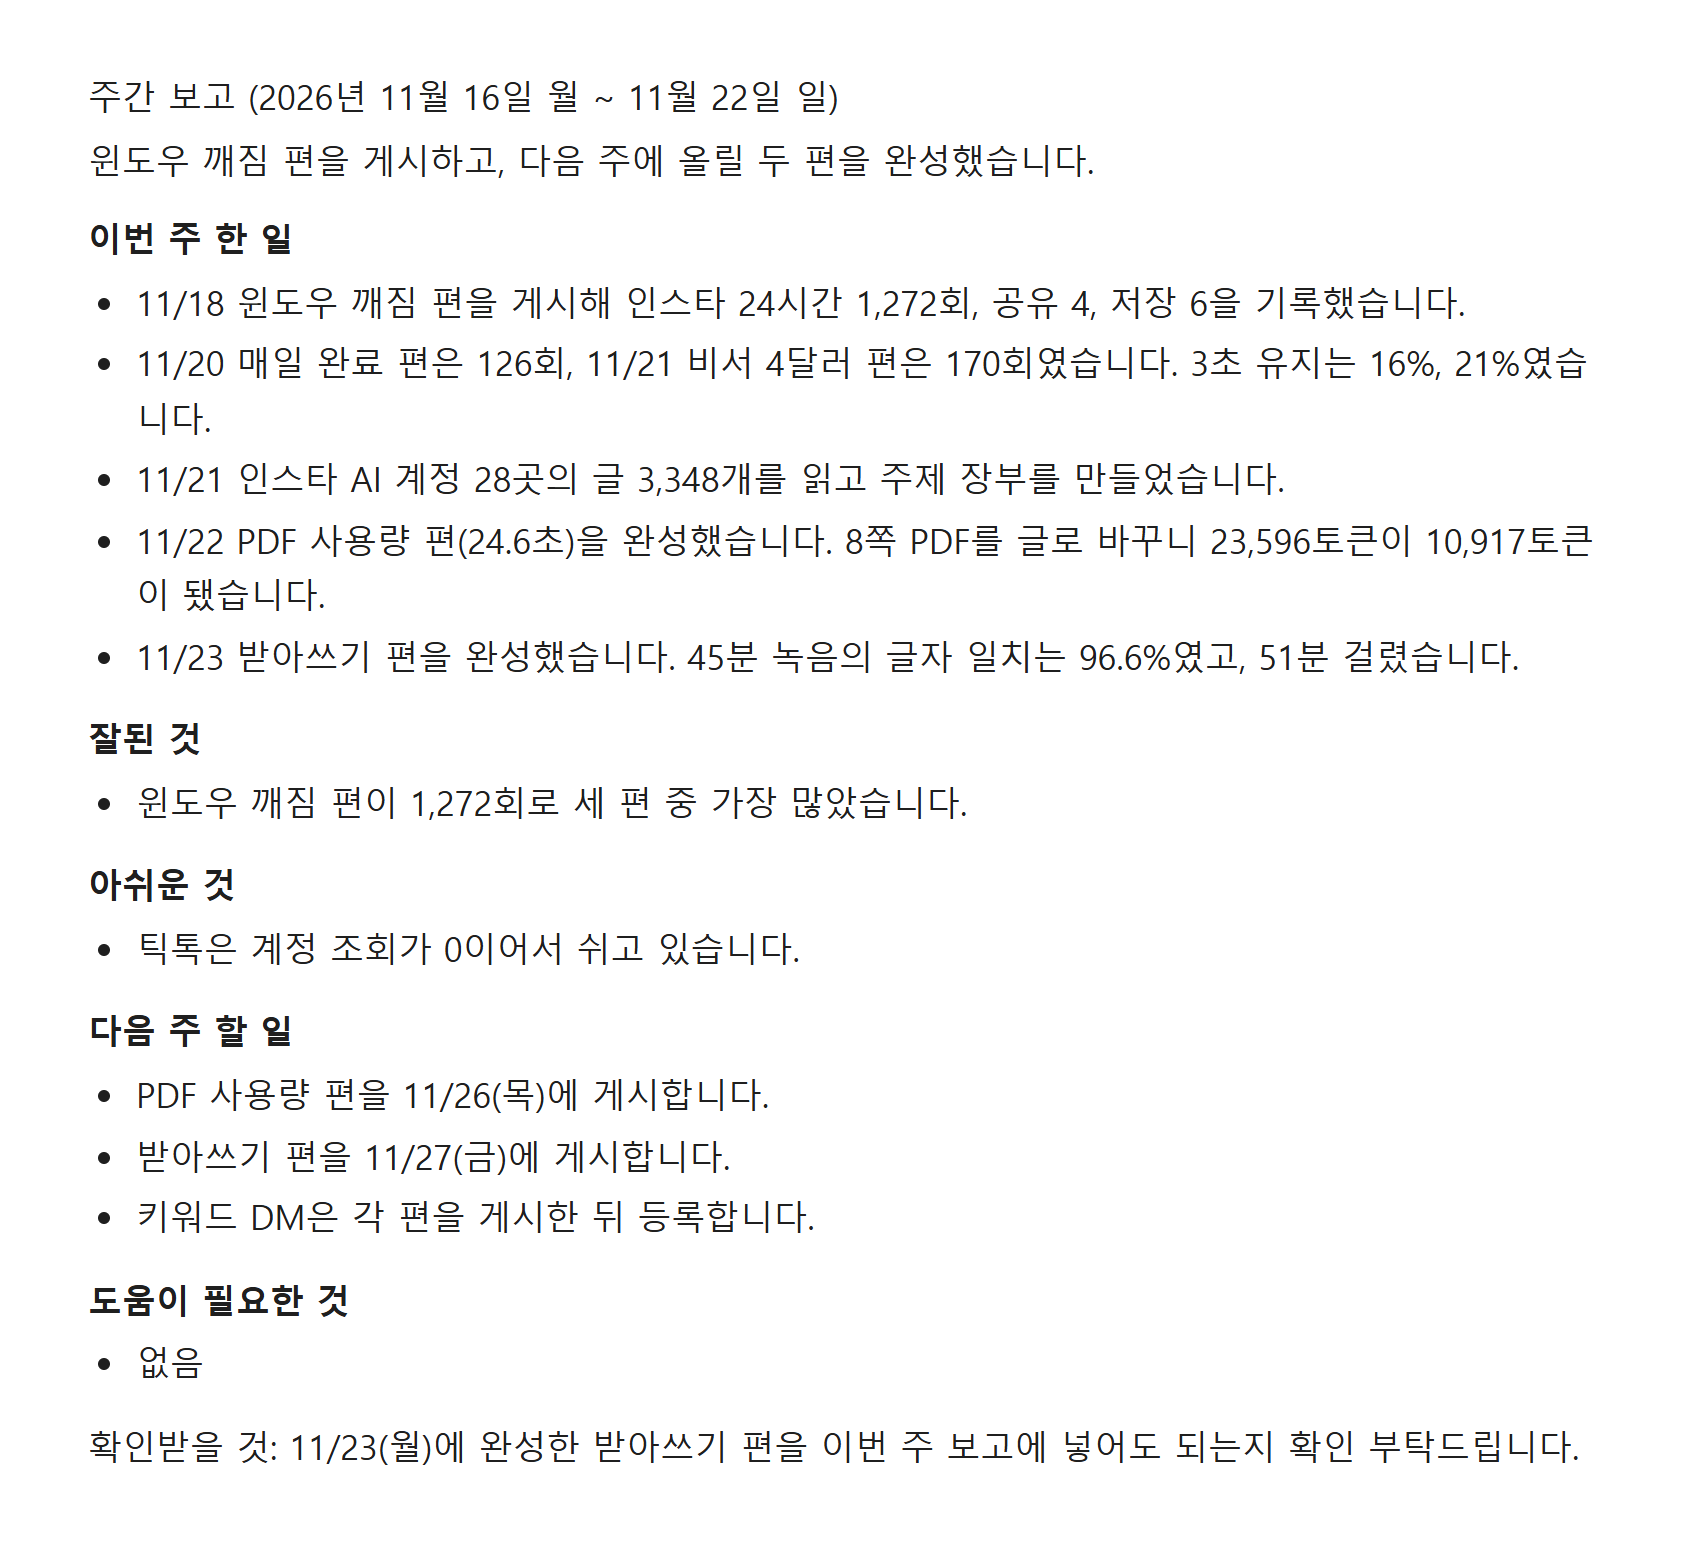 주간 보고 (2026년 11월 16일 월 ~ 11월 22일 일)
윈도우 깨짐 편을 게시하고, 다음 주에 올릴 두 편을 완성했습니다.
이번 주 한 일
• 11/18 윈도우 깨짐 편을 게시해 인스타 24시간 1,272회, 공유 4, 저장 6을 기록했습니다.
• 11/20 매일 완료 편은 126회, 11/21 비서 4달러 편은 170회였습니다. 3초 유지는 16%, 21%였습
니다.
• 11/21 인스타 AI 계정 28곳의 글 3,348개를 읽고 주제 장부를 만들었습니다.
• 11/22 PDF 사용량 편(24.6초)을 완성했습니다. 8쪽 PDF를 글로 바꾸니 23,596토큰이 10,917토큰
이 됐습니다.
• 11/23 받아쓰기 편을 완성했습니다. 45분 녹음의 글자 일치는 96.6%였고, 51분 걸렸습니다.
잘된 것
• 윈도우 깨짐 편이 1,272회로 세 편 중 가장 많았습니다.
아쉬운 것
• 틱톡은 계정 조회가 0이어서 쉬고 있습니다.
다음 주 할 일
• PDF 사용량 편을 11/26(목)에 게시합니다.
• 받아쓰기 편을 11/27(금)에 게시합니다.
• 키워드 DM은 각 편을 게시한 뒤 등록합니다.
도움이 필요한 것
• 없음
확인받을 것: 11/23(월)에 완성한 받아쓰기 편을 이번 주 보고에 넣어도 되는지 확인 부탁드립니다.